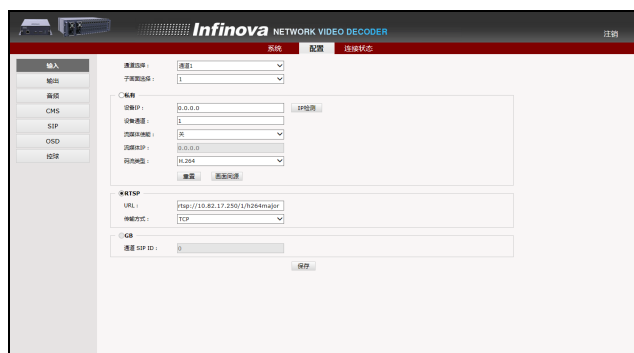 Infinova NETWORK VIDEO DECODER
注销
系统 配置 连接状态
输入
输出
音频
CMS
SIP
OSD
控球
通道选择： 通道1
子画面选择： 1
私有
设备IP： 0.0.0.0 IP检测
设备通道： 1
流媒体使能： 关
流媒体IP： 0.0.0.0
码流类型： H.264
重置 画面同源
RTSP
URL： rtsp://10.82.17.250/1/h264major
传输方式： TCP
GB
通道 SIP ID： 0
保存